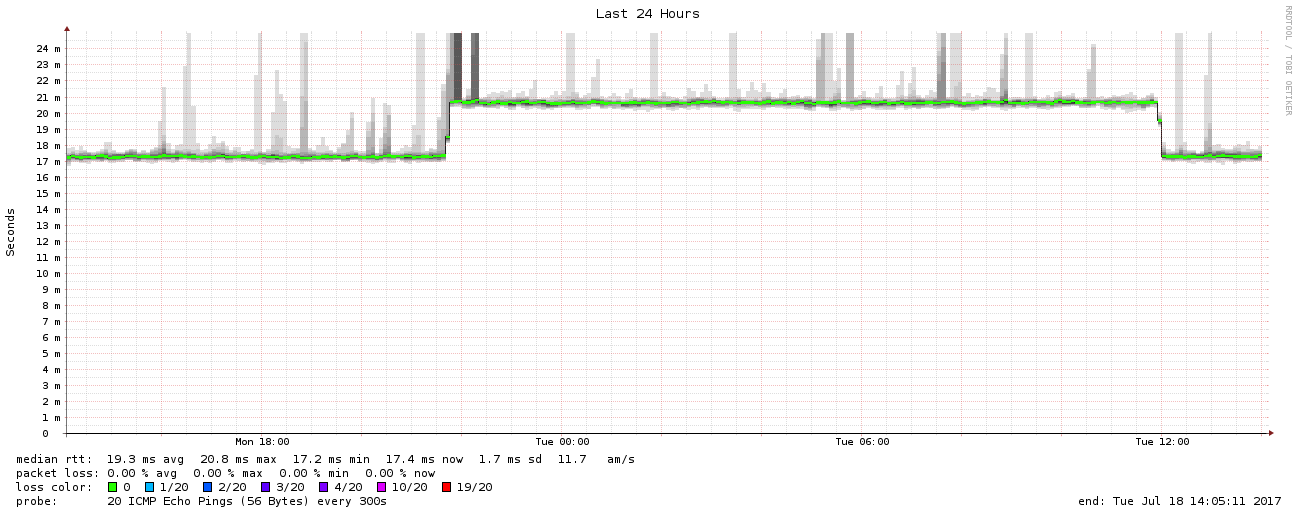 Last 24 Hours
RRDTOOL / TOBI OETIKER
Seconds
24 m
23 m
22 m
21 m
20 m
19 m
18 m
17 m
16 m
15 m
14 m
13 m
12 m
11 m
10 m
9 m
8 m
7 m
6 m
5 m
4 m
3 m
2 m
1 m
0
Mon 18:00 Tue 00:00 Tue 06:00 Tue 12:00
median rtt: 19.3 ms avg 20.8 ms max 17.2 ms min 17.4 ms now 1.7 ms sd 11.7 am/s
packet loss: 0.00 % avg 0.00 % max 0.00 % min 0.00 % now
loss color: 0 1/20 2/20 3/20 4/20 10/20 19/20
probe: 20 ICMP Echo Pings (56 Bytes) every 300s end: Tue Jul 18 14:05:11 2017